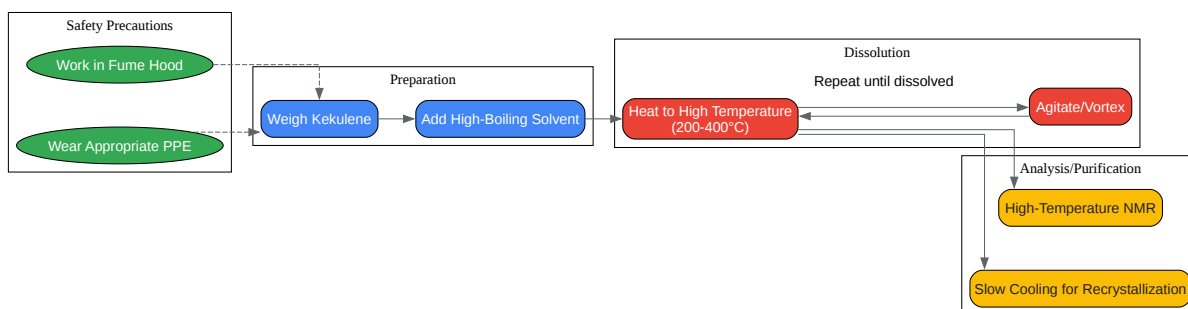 Safety Precautions
Work in Fume Hood
Wear Appropriate PPE
Preparation
Weigh Kekulene
Add High-Boiling Solvent
Dissolution
Repeat until dissolved
Heat to High Temperature
(200-400°C)
Agitate/Vortex
Analysis/Purification
High-Temperature NMR
Slow Cooling for Recrystallization